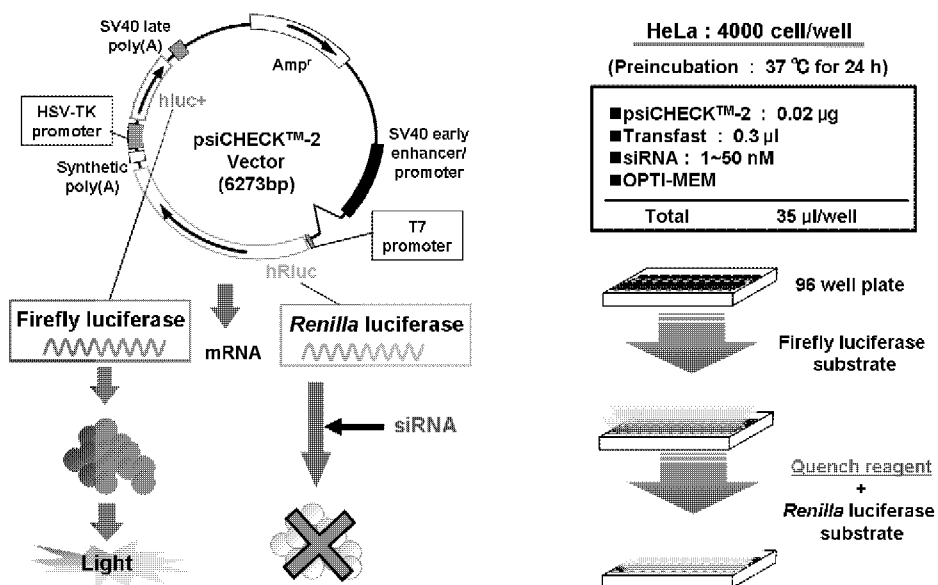 SV40 late
poly(A)
Ampʳ
hluc+
HSV-TK
promoter
Synthetic
poly(A)
psiCHECK™-2
Vector
(6273bp)
SV40 early
enhancer/
promoter
T7
promoter
hRluc
Firefly luciferase
mRNA
Renilla luciferase
siRNA
Light
HeLa : 4000 cell/well
(Preincubation : 37 ℃ for 24 h)
■psiCHECK™-2 : 0.02 µg
■Transfast : 0.3 µl
■siRNA : 1~50 nM
■OPTI-MEM
Total 35 µl/well
96 well plate
Firefly luciferase
substrate
Quench reagent
+
Renilla luciferase
substrate